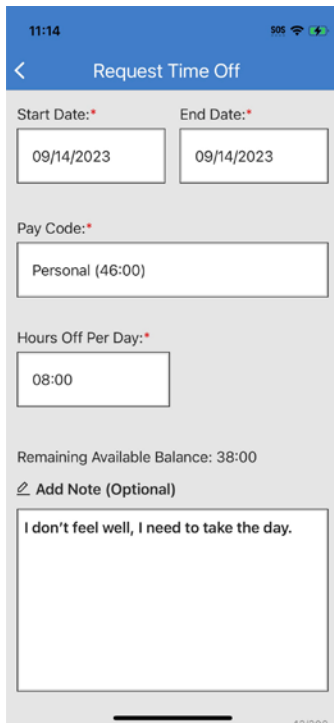 11:14 SOS
Request Time Off
Start Date:* End Date:*
09/14/2023 09/14/2023
Pay Code:*
Personal (46:00)
Hours Off Per Day:*
08:00
Remaining Available Balance: 38:00
Add Note (Optional)
I don’t feel well, I need to take the day.